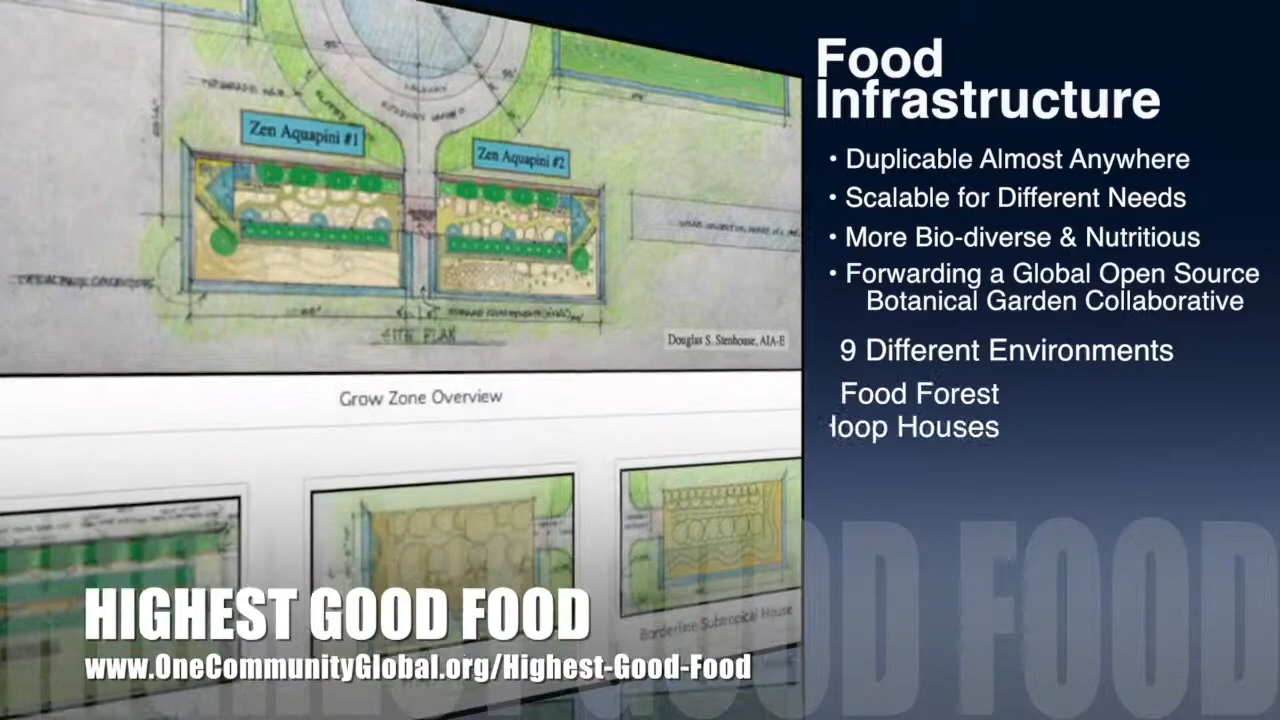 Food
Infrastructure
• Duplicable Almost Anywhere
• Scalable for Different Needs
• More Bio-diverse & Nutritious
• Forwarding a Global Open Source
Botanical Garden Collaborative
9 Different Environments
Food Forest
oop Houses
Zen Aquapini #1
Zen Aquapini #2
SITE PLAN
Douglas S. Stenhouse, AIA-E
Grow Zone Overview
Borderline Subtropical House
HIGHEST GOOD FOOD
www.OneCommunityGlobal.org/Highest-Good-Food
GOOD FOOD